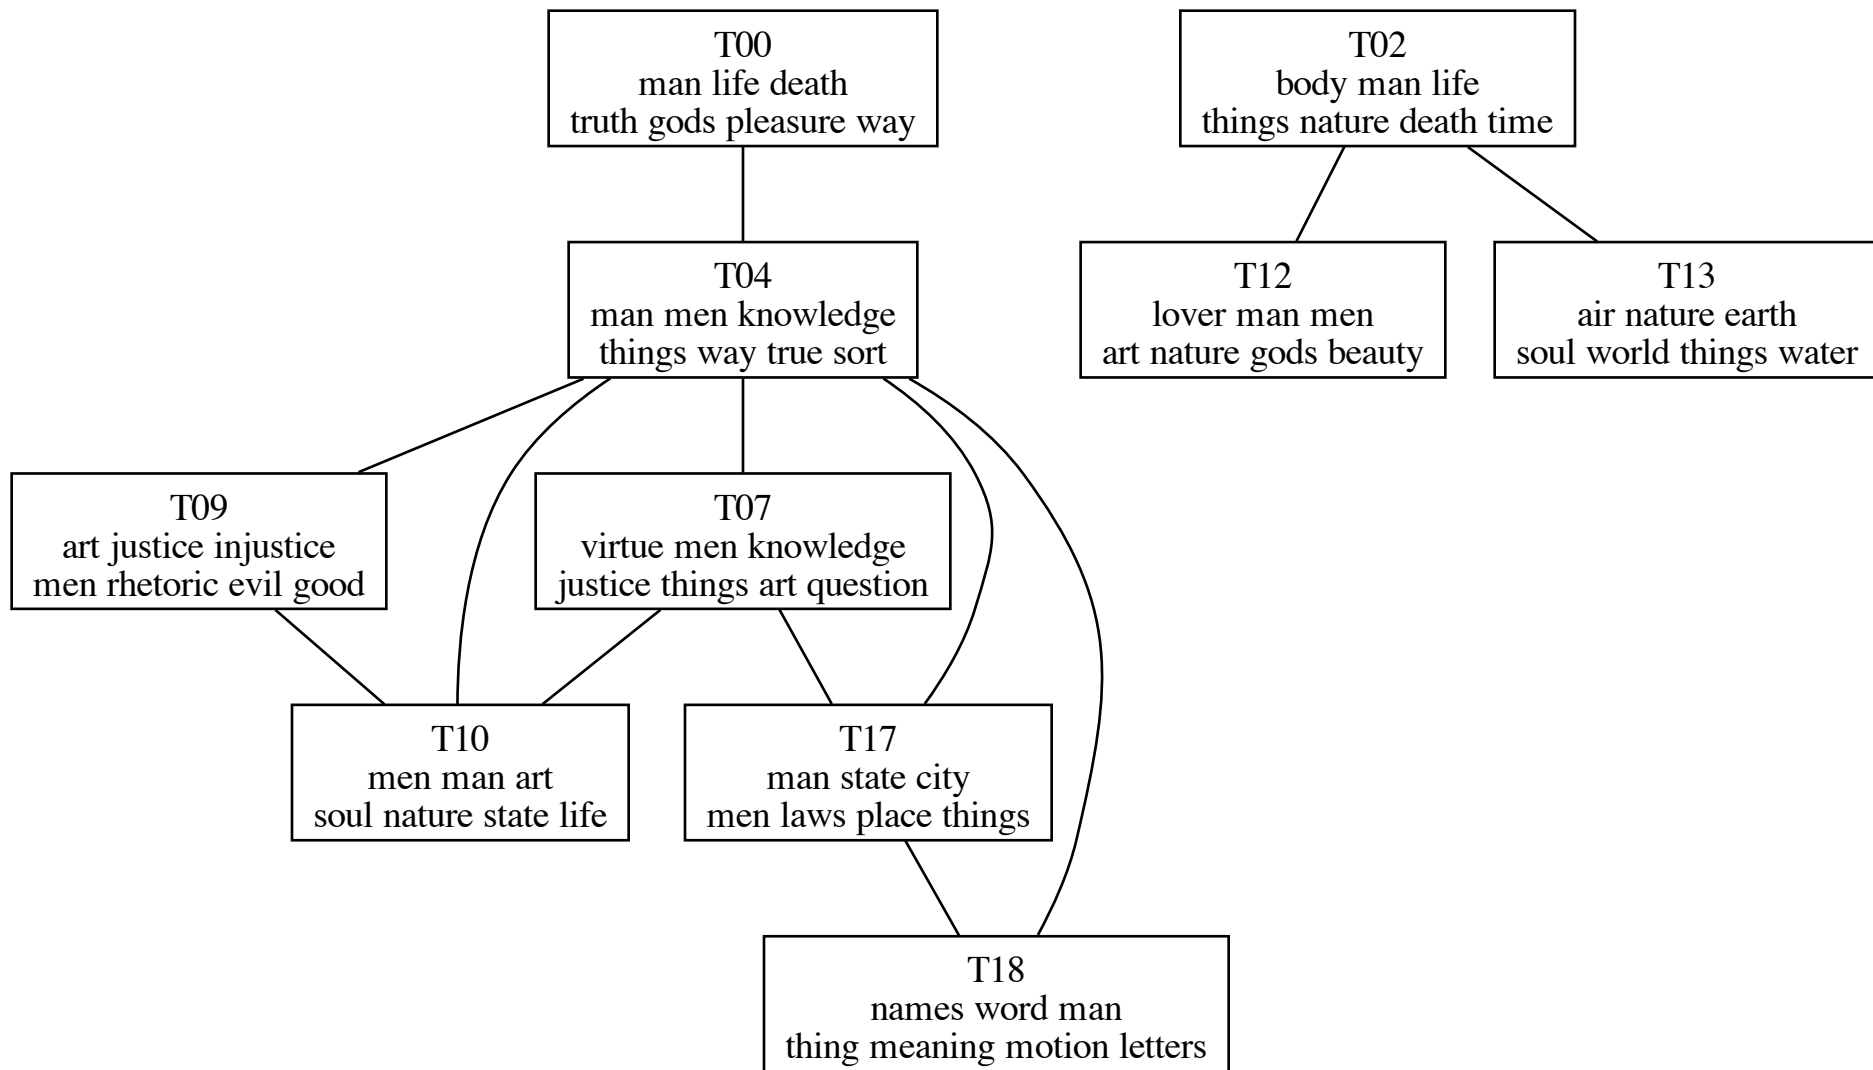 T00
man life death
truth gods pleasure way
T02
body man life
things nature death time
T04
man men knowledge
things way true sort
T12
lover man men
art nature gods beauty
T13
air nature earth
soul world things water
T09
art justice injustice
men rhetoric evil good
T07
virtue men knowledge
justice things art question
T10
men man art
soul nature state life
T17
man state city
men laws place things
T18
names word man
thing meaning motion letters